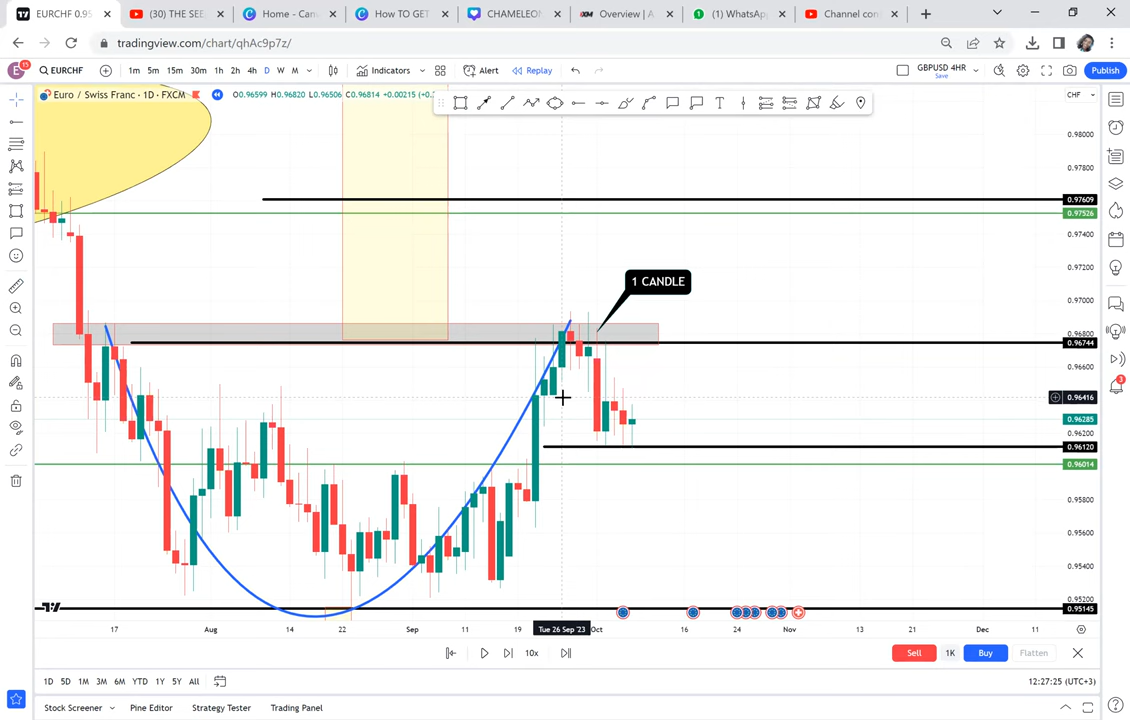 EURCHF 0.95
(30) THE SEE
Home - Can
How TO GET
CHAMELEON
Overview | A
(1) WhatsApp
Channel con
tradingview.com/chart/qhAc9p7z/
E
15
EURCHF
1m 5m 15m 30m 1h 2h 4h D W M
Indicators
Alert
Replay
GBPUSD 4HR
Save
Publish
Euro / Swiss Franc · 1D · FXCM
O0.96599 H0.96820 L0.96506 C0.96814 +0.00215
CHF
0.98000
0.97800
0.97609
0.97526
0.97400
0.97200
1 CANDLE
0.97000
0.96800
0.96744
0.96600
0.96416
0.96285
0.96200
0.96120
0.96014
0.95800
0.95600
0.95400
0.95200
0.95145
3
17 Aug 14 22 Sep 11 19 Tue 26 Sep '23 Oct 16 24 Nov 13 21 Dec 11
10x
Sell 1K Buy Flatten
1D 5D 1M 3M 6M YTD 1Y 5Y All
12:27:25 (UTC+3)
Stock Screener Pine Editor Strategy Tester Trading Panel